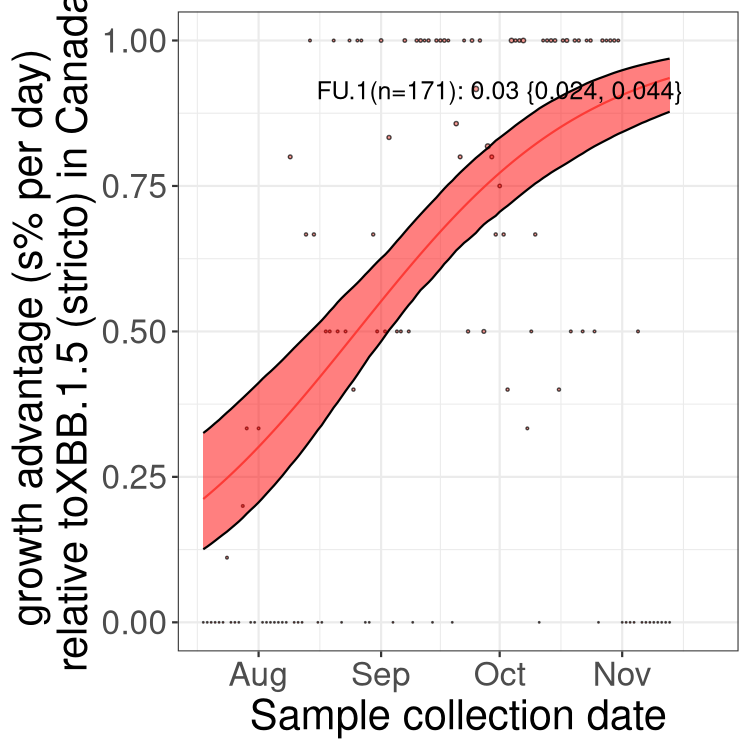 growth advantage (s% per day)
relative toXBB.1.5 (stricto) in Canada
1.00
0.75
0.50
0.25
0.00
FU.1(n=171): 0.03 {0.024, 0.044}
Aug Sep Oct Nov
Sample collection date